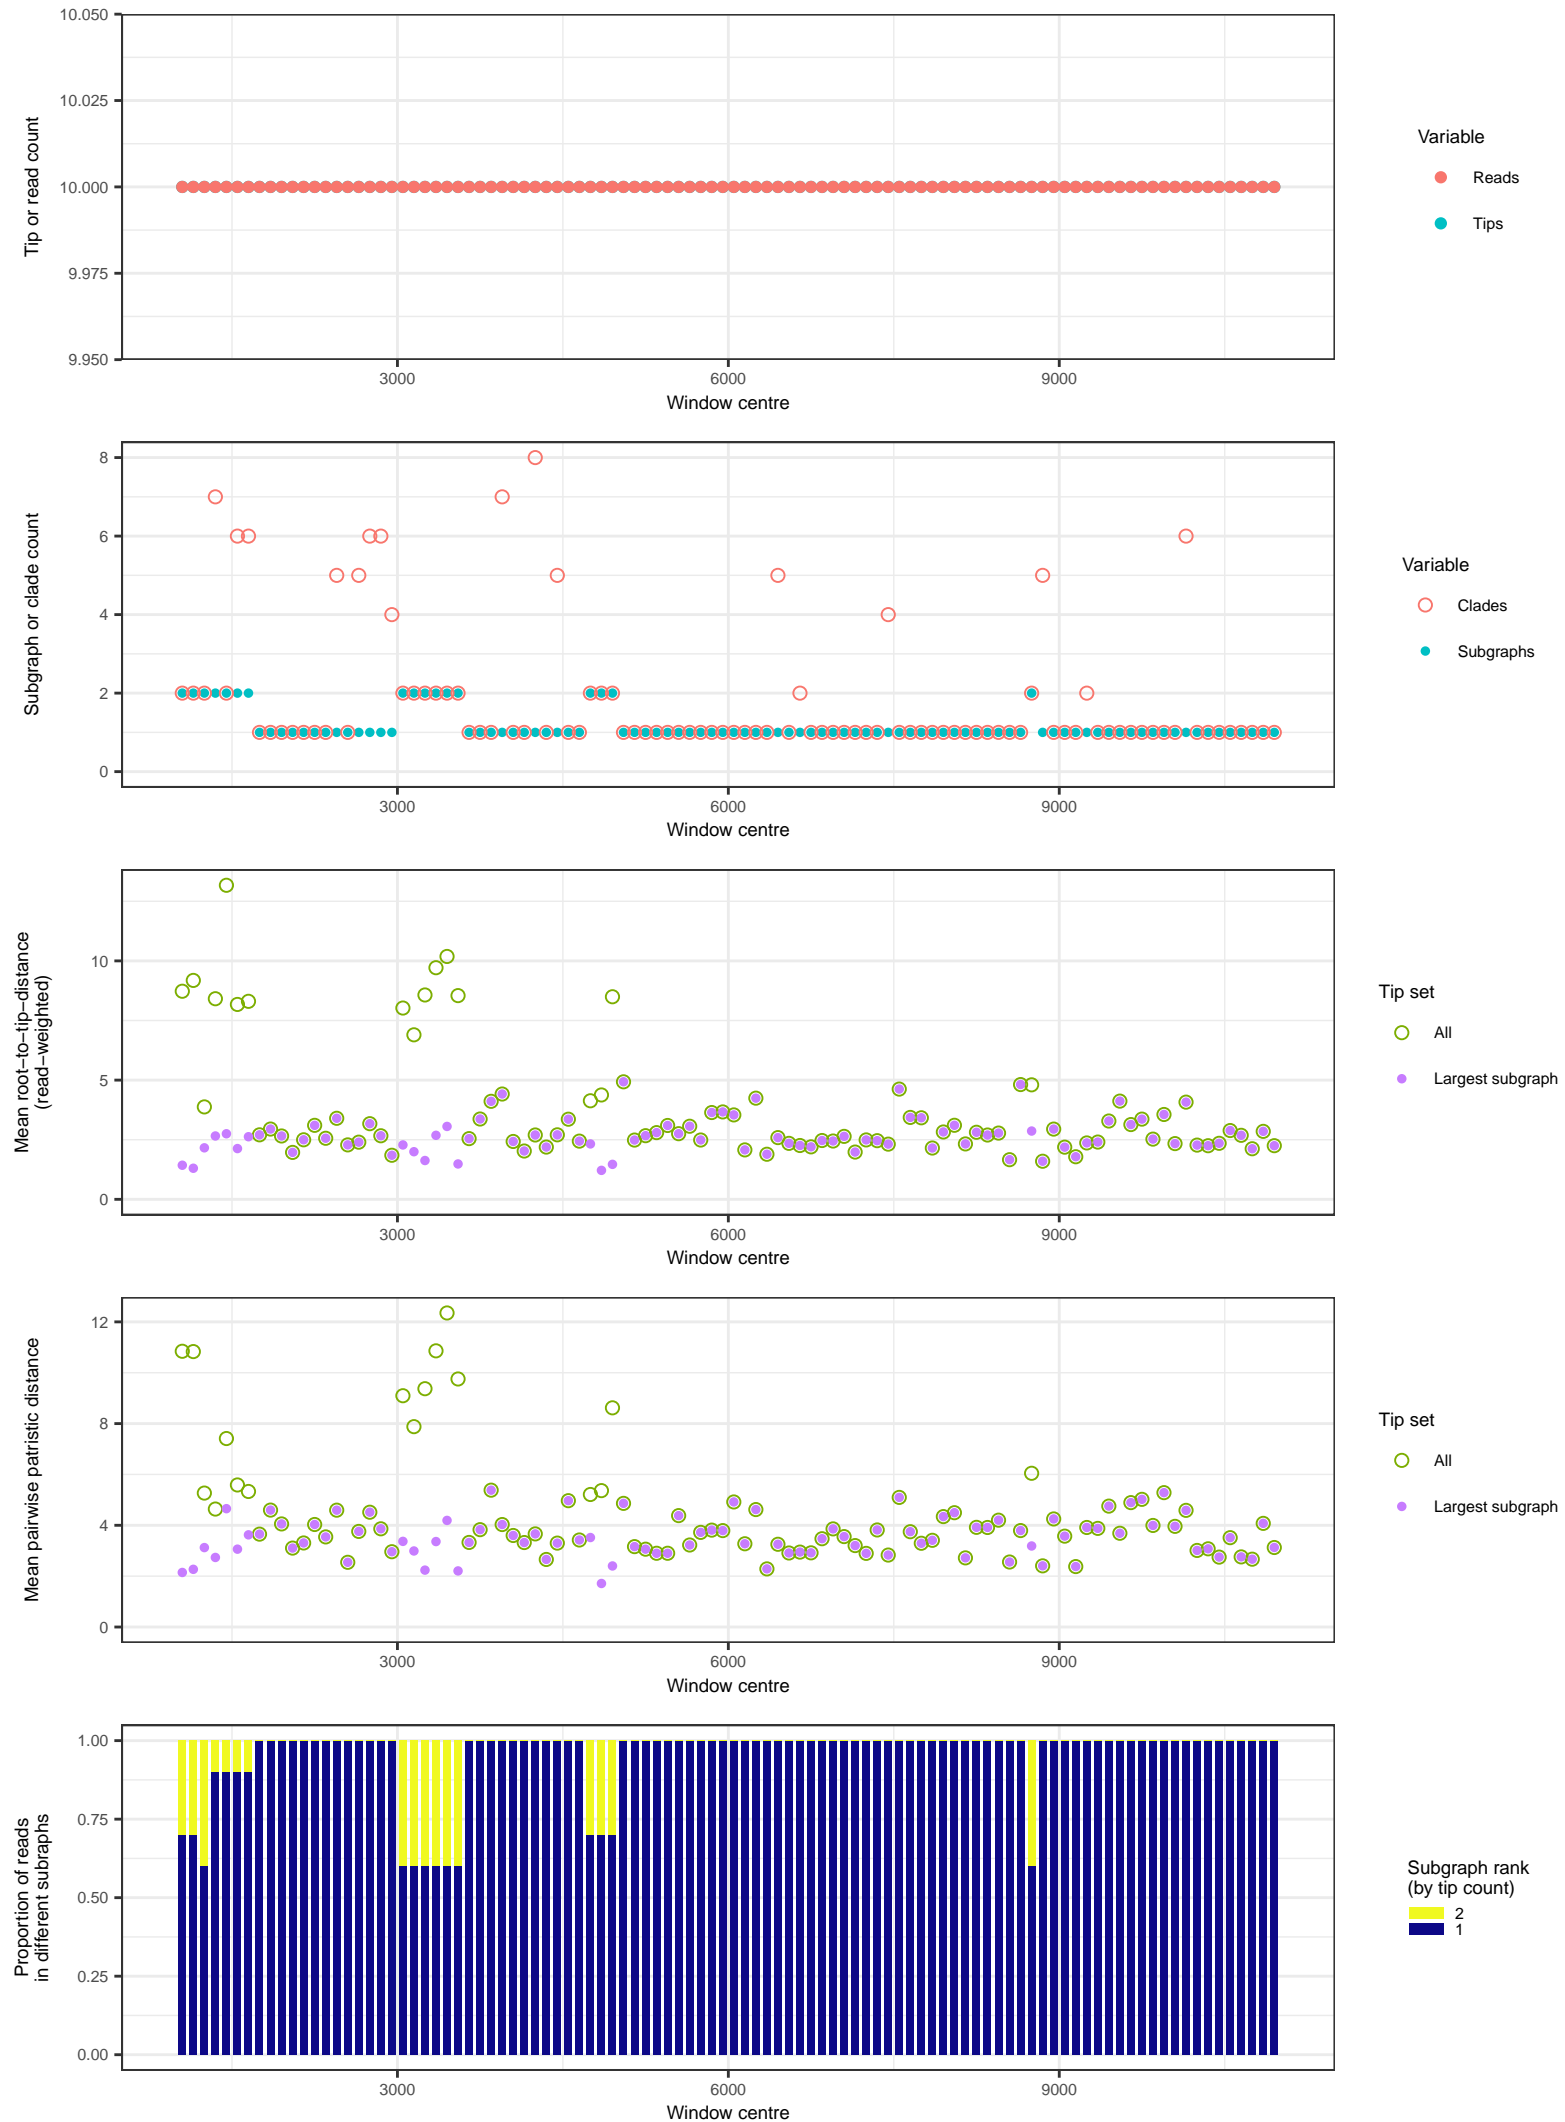 10.050
10.025
10.000
9.975
9.950
Tip or read count
3000
6000
9000
Window centre
Variable
Reads
Tips
8
6
4
2
0
Subgraph or clade count
3000
6000
9000
Window centre
Variable
Clades
Subgraphs
10
5
0
Mean root−to−tip−distance
(read−weighted)
3000
6000
9000
Window centre
Tip set
All
Largest subgraph
12
8
4
0
Mean pairwise patristic distance
3000
6000
9000
Window centre
Tip set
All
Largest subgraph
1.00
0.75
0.50
0.25
0.00
Proportion of reads
in different subraphs
3000
6000
9000
Window centre
Subgraph rank
(by tip count)
2
1